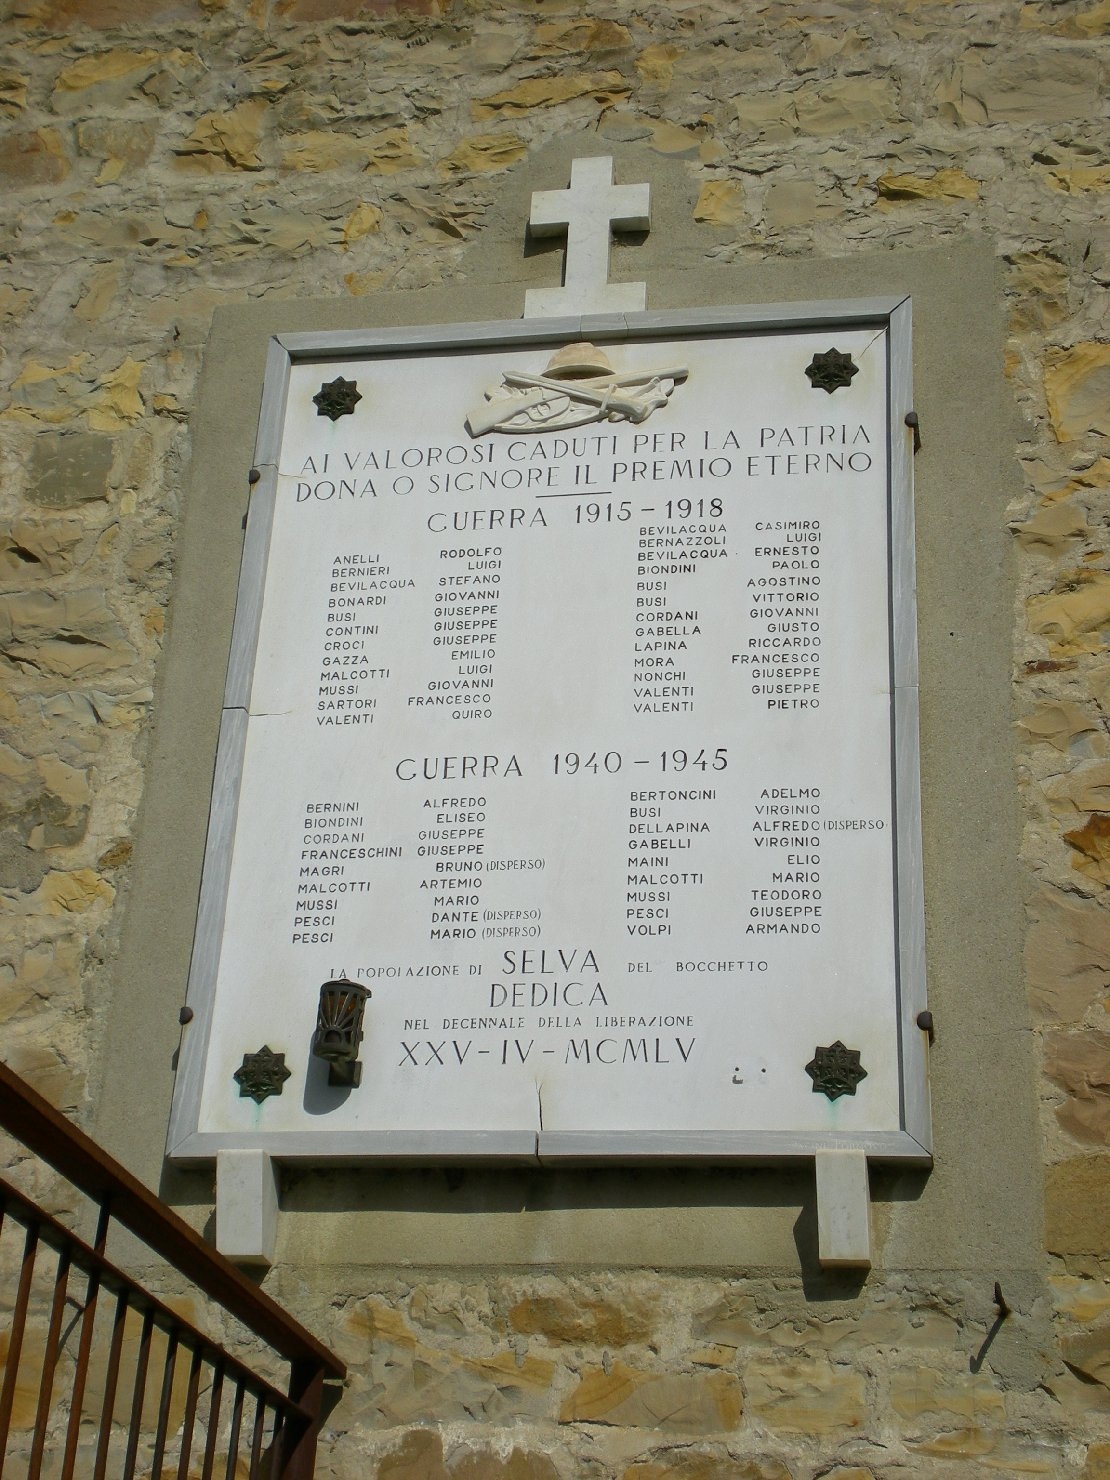 AI VALOROSI CADUTI PER LA PATRIA
DONA O SIGNORE IL PREMIO ETERNO
GUERRA 1915-1918
ANELLI RODOLFO
BERNIERI LUIGI
BEVILACQUA STEFANO
BONARDI GIOVANNI
BUSI GIUSEPPE
CONTINI GIUSEPPE
CROCI GIUSEPPE
GAZZA EMILIO
MALCOTTI LUIGI
MUSSI GIOVANNI
SARTORI FRANCESCO
VALENTI QUIRO
BEVILACQUA CASIMIRO
BERNAZZOLI LUIGI
BEVILACQUA ERNESTO
BIONDINI PAOLO
BUSI AGOSTINO
BUSI VITTORIO
CORDANI GIOVANNI
GABELLA GIUSTO
LAPINA RICCARDO
MORA FRANCESCO
NONCHI GIUSEPPE
VALENTI GIUSEPPE
VALENTI PIETRO
GUERRA 1940-1945
BERNINI ALFREDO
BIONDINI ELISEO
CORDANI GIUSEPPE
FRANCESCHINI GIUSEPPE
MAGRI BRUNO (DISPERSO)
MALCOTTI ARTEMIO
MUSSI MARIO
PESCI DANTE (DISPERSO)
PESCI MARIO (DISPERSO)
BERTONCINI ADELMO
BUSI VIRGINIO
DELLAPINA ALFREDO (DISPERSO)
GABELLI VIRGINIO
MAINI ELIO
MALCOTTI MARIO
MUSSI TEODORO
PESCI GIUSEPPE
VOLPI ARMANDO
LA POPOLAZIONE DI SELVA DEL BOCCHETTO
DEDICA
NEL DECENNALE DELLA LIBERAZIONE
XXV-IV-MCMLV